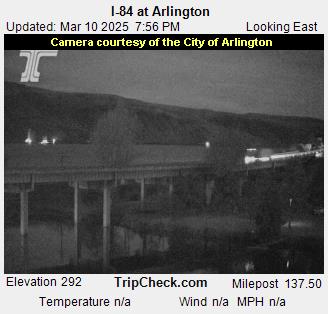 I-84 at Arlington
Updated: Mar 10 2025 7:56 PM Looking East
Camera courtesy of the City of Arlington
Elevation 292 TripCheck.com Milepost 137.50
Temperature n/a Wind n/a MPH n/a